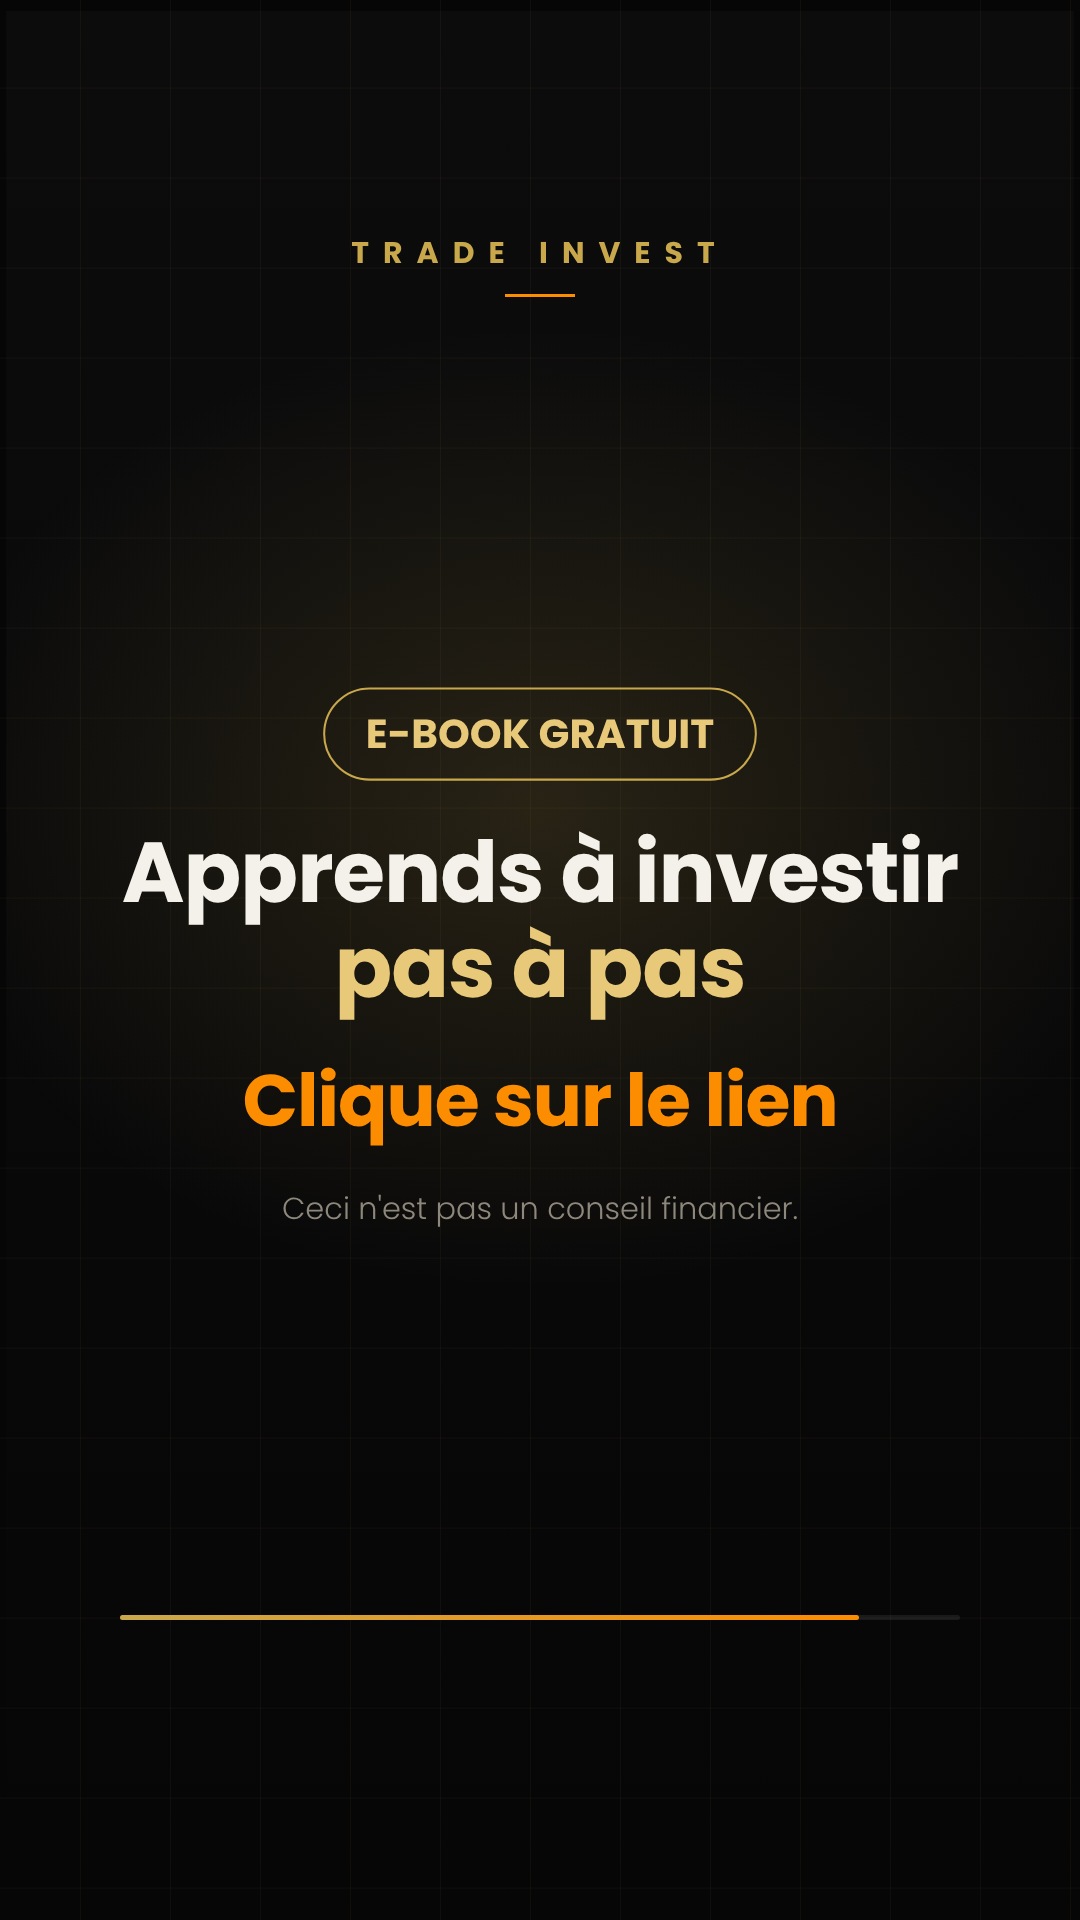 TRADE INVEST
E-BOOK GRATUIT
Apprends à investir
pas à pas
Clique sur le lien
Ceci n'est pas un conseil financier.